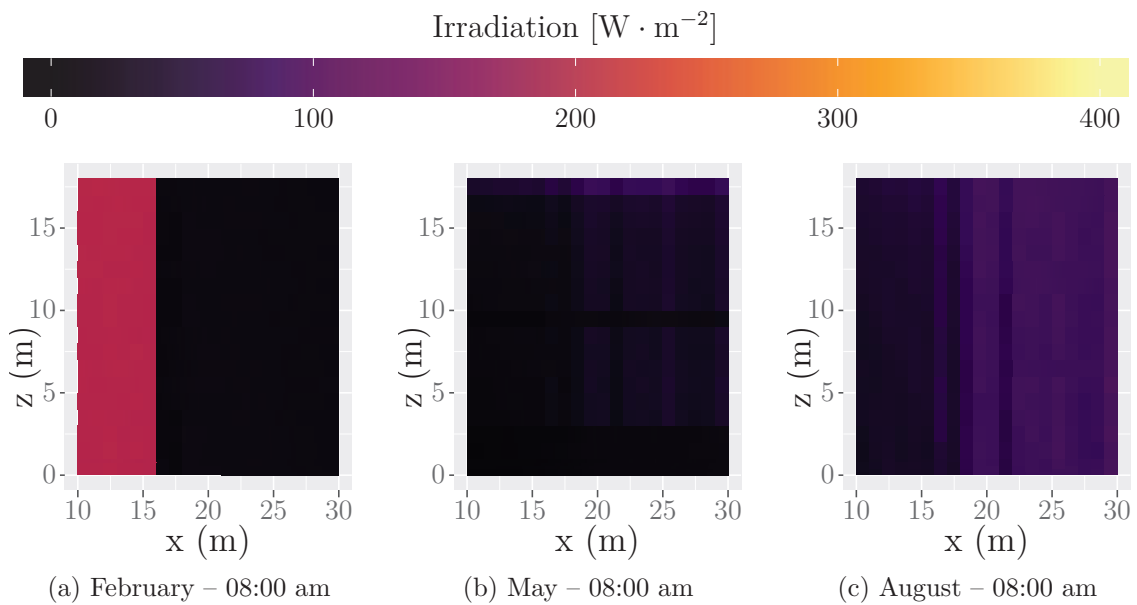 Irradiation [W · m⁻²]
0 100 200 300 400
z (m)
15
10
5
0
10 15 20 25 30
x (m)
(a) February – 08:00 am
z (m)
15
10
5
0
10 15 20 25 30
x (m)
(b) May – 08:00 am
z (m)
15
10
5
0
10 15 20 25 30
x (m)
(c) August – 08:00 am